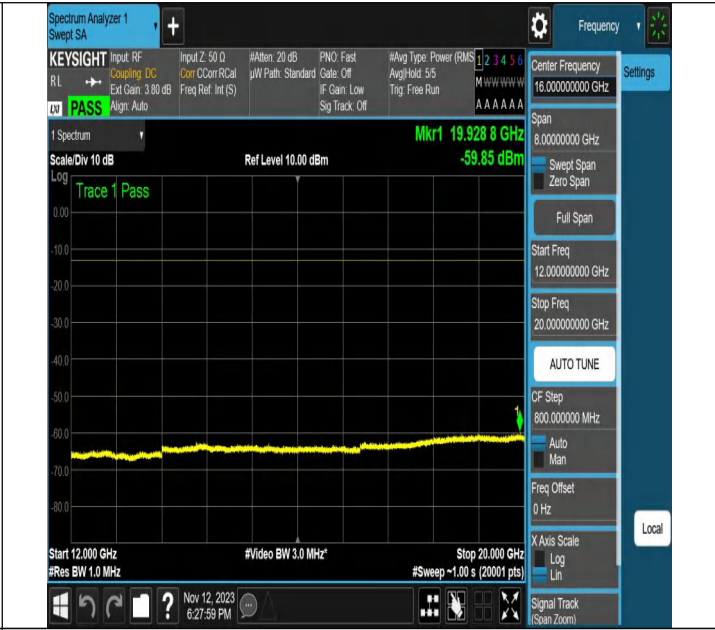 Spectrum Analyzer 1
Swept SA
+
Frequency
KEYSIGHT
R L
LXI
PASS
Input: RF
Coupling: DC
Ext Gain: 3.80 dB
Align: Auto
Input Z: 50 Ω
Corr CCorr RCal
Freq Ref: Int (S)
#Atten: 20 dB
µW Path: Standard
PNO: Fast
Gate: Off
IF Gain: Low
Sig Track: Off
#Avg Type: Power (RMS
Avg|Hold: 5/5
Trig: Free Run
1 2 3 4 5 6
M W W W W W
A A A A A A
1 Spectrum
Scale/Div 10 dB
Ref Level 10.00 dBm
Mkr1 19.928 8 GHz
-59.85 dBm
Log
Trace 1 Pass
0.00
-10.0
-20.0
-30.0
-40.0
-50.0
-60.0
-70.0
-80.0
1
Start 12.000 GHz
#Res BW 1.0 MHz
#Video BW 3.0 MHz*
Stop 20.000 GHz
#Sweep ~1.00 s (20001 pts)
Nov 12, 2023
6:27:59 PM
Center Frequency
16.000000000 GHz
Settings
Span
8.00000000 GHz
Swept Span
Zero Span
Full Span
Start Freq
12.000000000 GHz
Stop Freq
20.000000000 GHz
AUTO TUNE
CF Step
800.000000 MHz
Auto
Man
Freq Offset
0 Hz
X Axis Scale
Log
Lin
Local
Signal Track
(Span Zoom)